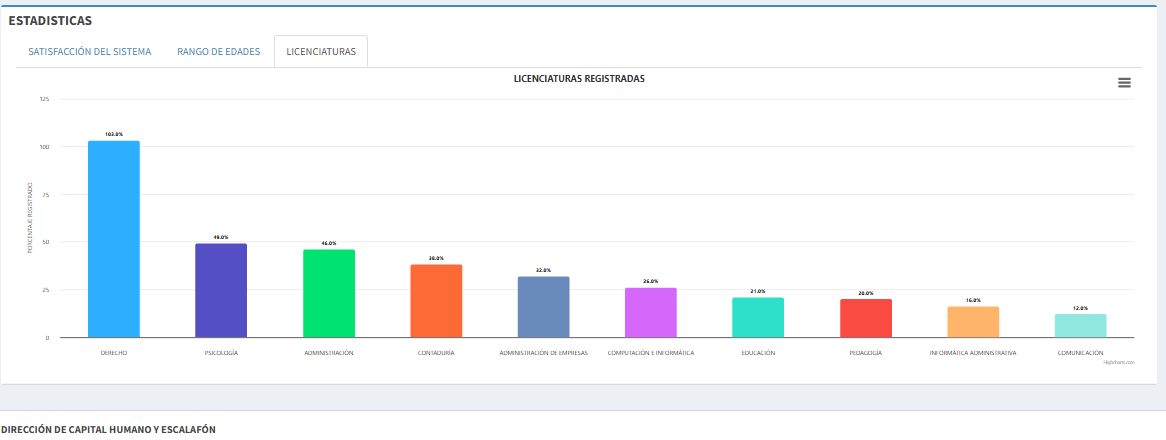 ESTADISTICAS
SATISFACCIÓN DEL SISTEMA RANGO DE EDADES LICENCIATURAS
LICENCIATURAS REGISTRADAS
125
100
75
50
25
0
PORCENTAJE REGISTRADO
103.0%
49.0%
46.0%
38.0%
32.0%
26.0%
21.0%
20.0%
16.0%
12.0%
DERECHO PSICOLOGÍA ADMINISTRACIÓN CONTADURÍA ADMINISTRACIÓN DE EMPRESAS COMPUTACIÓN E INFORMÁTICA EDUCACIÓN PEDAGOGÍA INFORMÁTICA ADMINISTRATIVA COMUNICACIÓN
Highcharts.com
DIRECCIÓN DE CAPITAL HUMANO Y ESCALAFÓN